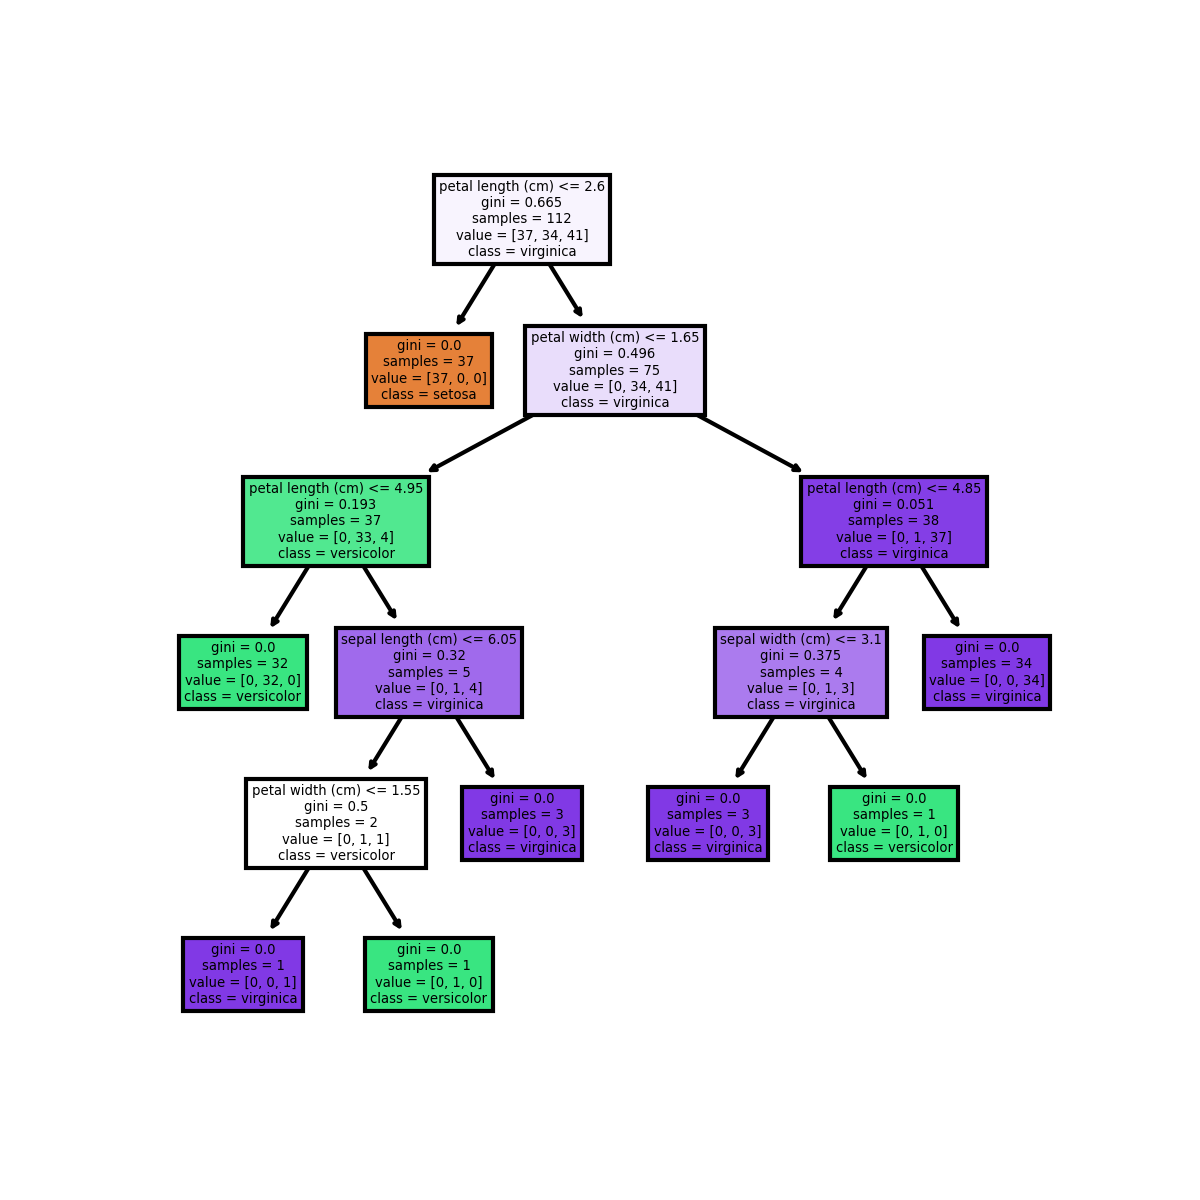 petal length (cm) <= 2.6
gini = 0.665
samples = 112
value = [37, 34, 41]
class = virginica
gini = 0.0
samples = 37
value = [37, 0, 0]
class = setosa
petal width (cm) <= 1.65
gini = 0.496
samples = 75
value = [0, 34, 41]
class = virginica
petal length (cm) <= 4.95
gini = 0.193
samples = 37
value = [0, 33, 4]
class = versicolor
petal length (cm) <= 4.85
gini = 0.051
samples = 38
value = [0, 1, 37]
class = virginica
gini = 0.0
samples = 32
value = [0, 32, 0]
class = versicolor
sepal length (cm) <= 6.05
gini = 0.32
samples = 5
value = [0, 1, 4]
class = virginica
sepal width (cm) <= 3.1
gini = 0.375
samples = 4
value = [0, 1, 3]
class = virginica
gini = 0.0
samples = 34
value = [0, 0, 34]
class = virginica
petal width (cm) <= 1.55
gini = 0.5
samples = 2
value = [0, 1, 1]
class = versicolor
gini = 0.0
samples = 3
value = [0, 0, 3]
class = virginica
gini = 0.0
samples = 3
value = [0, 0, 3]
class = virginica
gini = 0.0
samples = 1
value = [0, 1, 0]
class = versicolor
gini = 0.0
samples = 1
value = [0, 0, 1]
class = virginica
gini = 0.0
samples = 1
value = [0, 1, 0]
class = versicolor